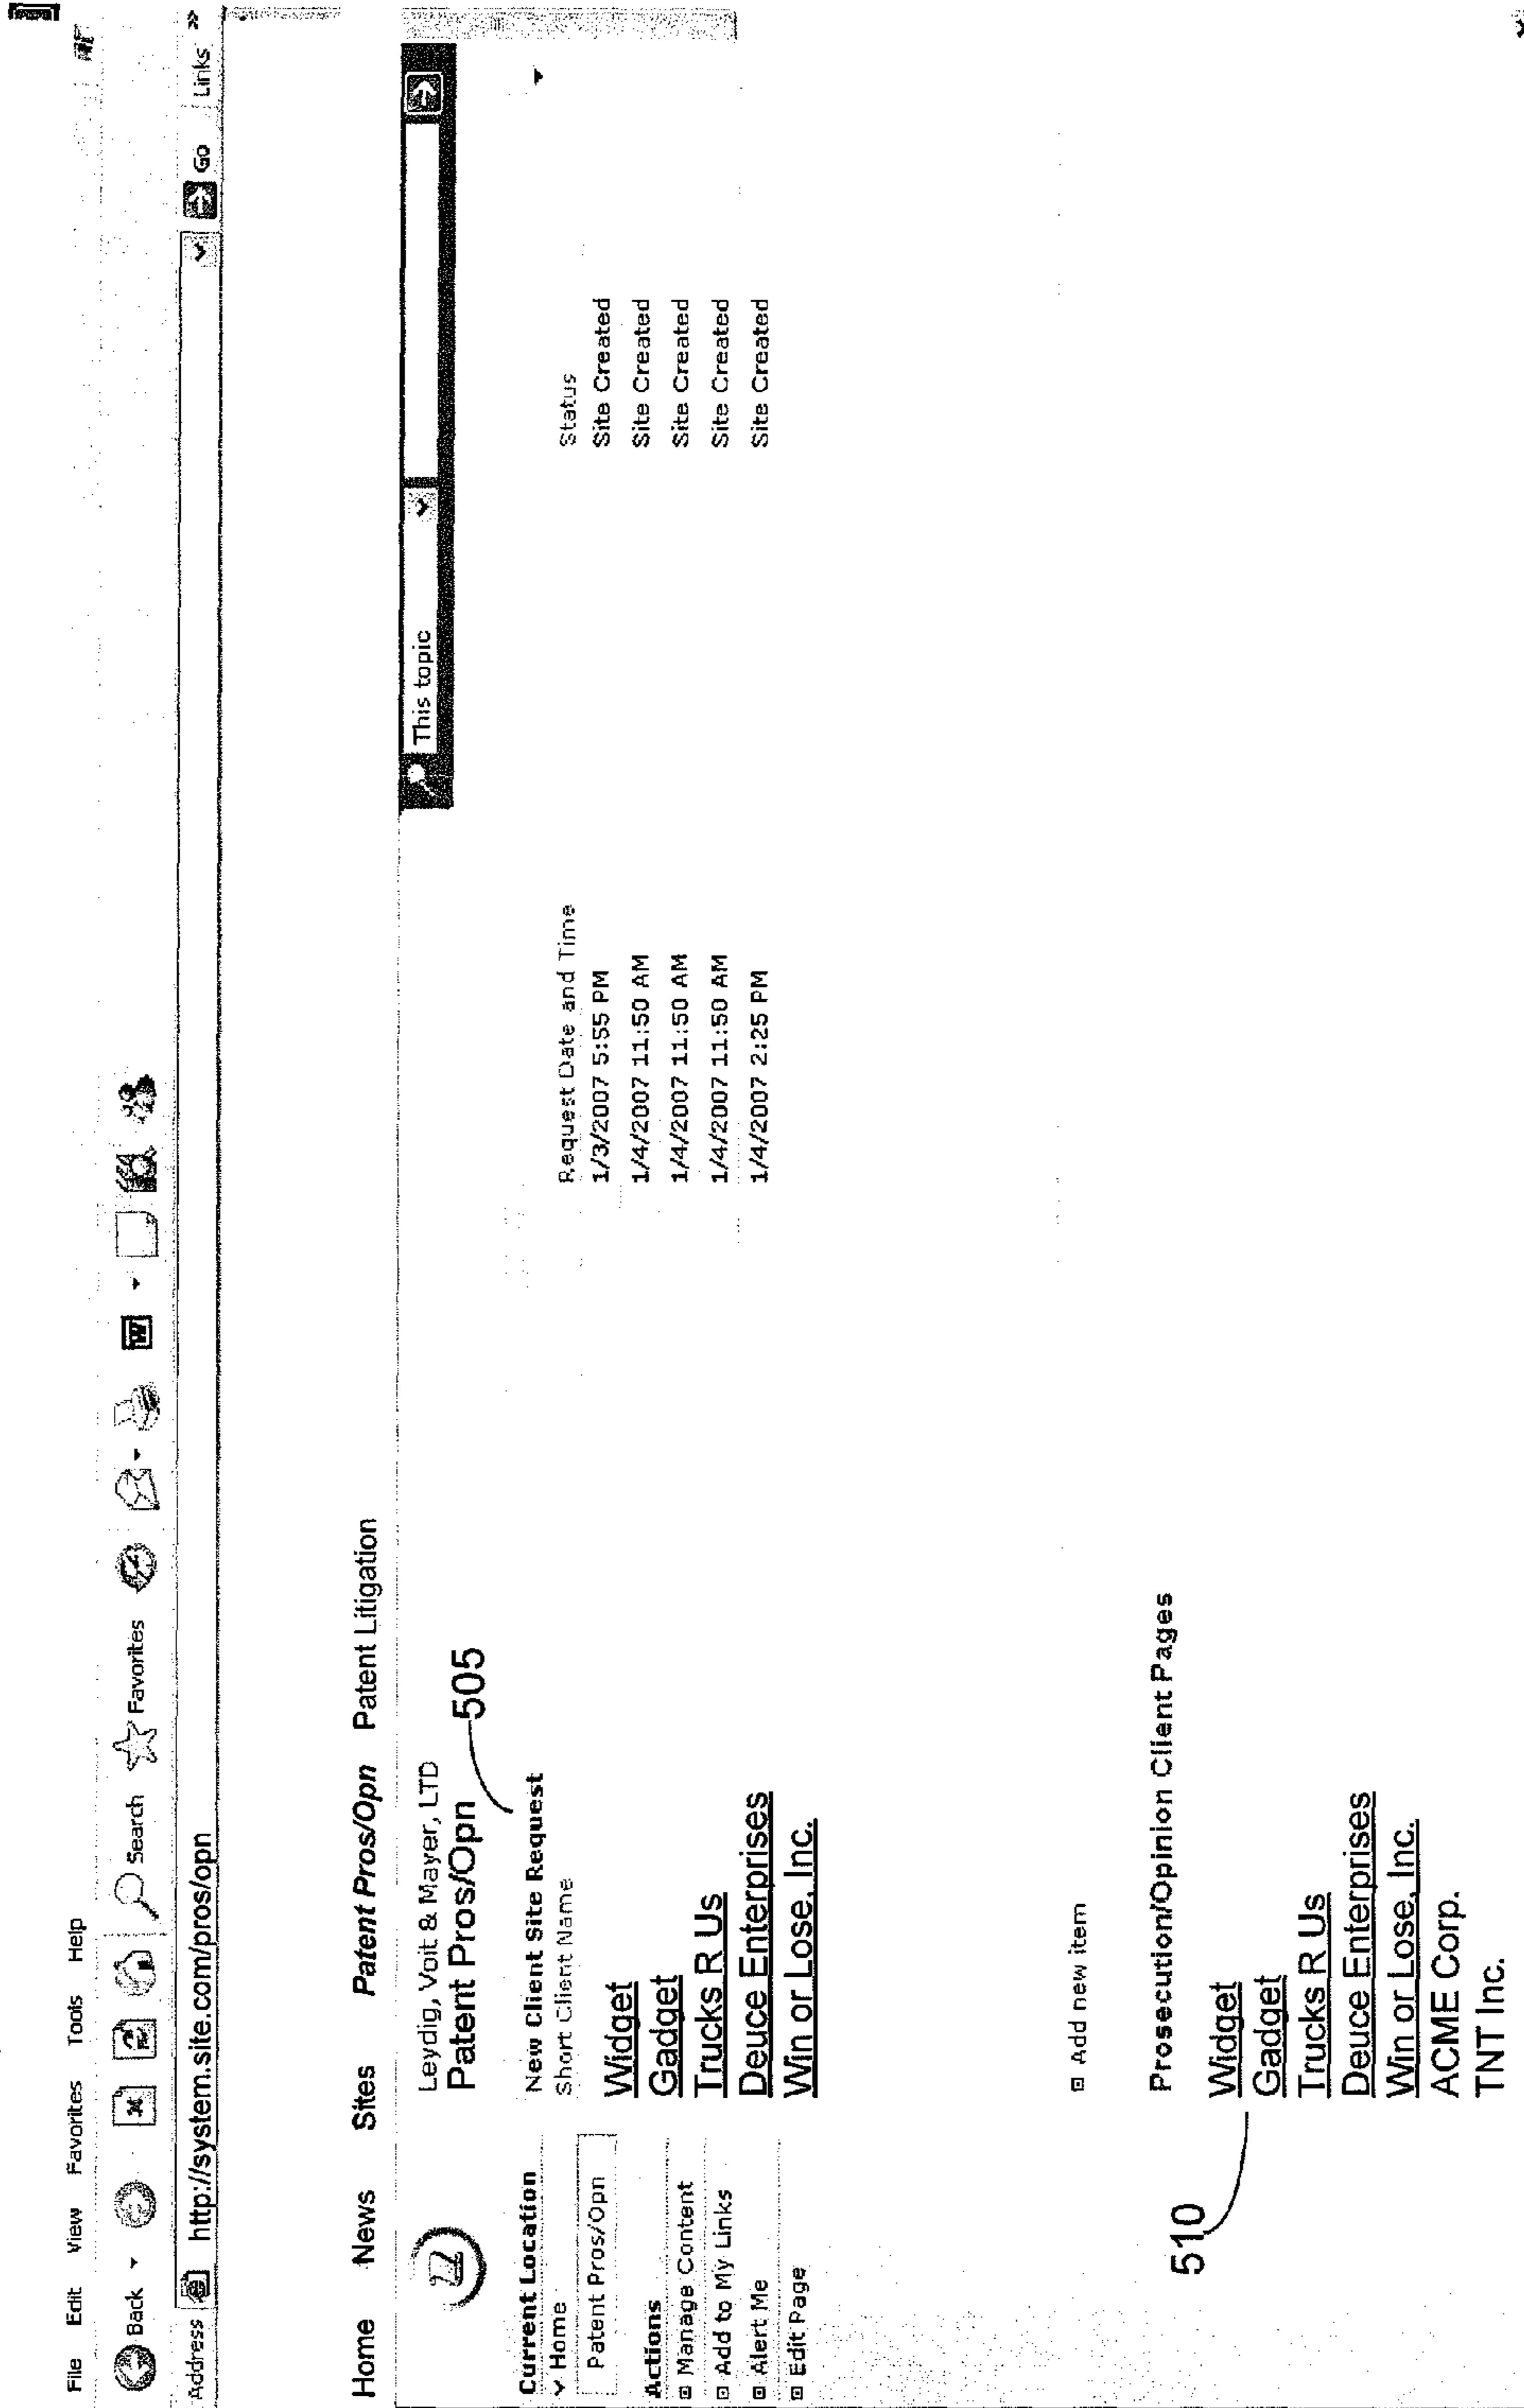 File Edit View Favorites Tools Help
Back Search Favorites
Address http://system.site.com/pros/opn Go Links »
Home News Sites Patent Pros/Opn Patent Litigation
Leydig, Voit & Mayer, LTD
Patent Pros/Opn
This topic
505
Current Location
Home
Patent Pros/Opn
Actions
Manage Content
Add to My Links
Alert Me
Edit Page
New Client Site Request
Short Client Name Request Date and Time Status
Widget 1/3/2007 5:55 PM Site Created
Gadget 1/4/2007 11:50 AM Site Created
Trucks R Us 1/4/2007 11:50 AM Site Created
Deuce Enterprises 1/4/2007 11:50 AM Site Created
Win or Lose, Inc. 1/4/2007 2:25 PM Site Created
Add new item
Prosecution/Opinion Client Pages
510
Widget
Gadget
Trucks R Us
Deuce Enterprises
Win or Lose, Inc.
ACME Corp.
TNT Inc.